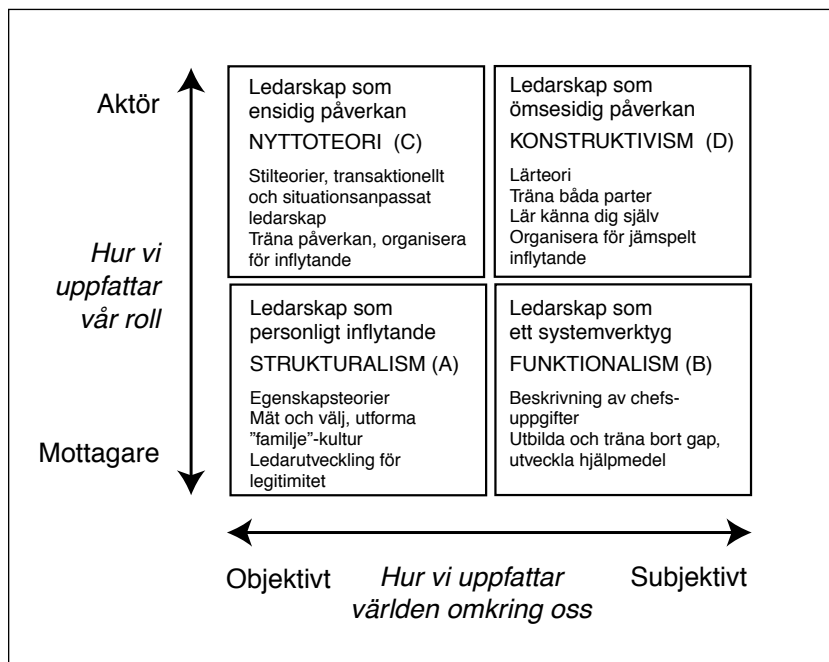 Aktör
Hur vi
uppfattar
vår roll
Mottagare
Ledarskap som
ensidig påverkan
NYTTOTEORI (C)
Stilteorier, transaktionellt
och situationsanpassat
ledarskap
Träna påverkan, organisera
för inflytande
Ledarskap som
ömsesidig påverkan
KONSTRUKTIVISM (D)
Lärteori
Träna båda parter
Lär känna dig själv
Organisera för jämspelt
inflytande
Ledarskap som
personligt inflytande
STRUKTURALISM (A)
Egenskapsteorier
Mät och välj, utforma
”familje”-kultur
Ledarutveckling för
legitimitet
Ledarskap som
ett systemverktyg
FUNKTIONALISM (B)
Beskrivning av chefs-
uppgifter
Utbilda och träna bort gap,
utveckla hjälpmedel
Objektivt
Hur vi uppfattar
världen omkring oss
Subjektivt